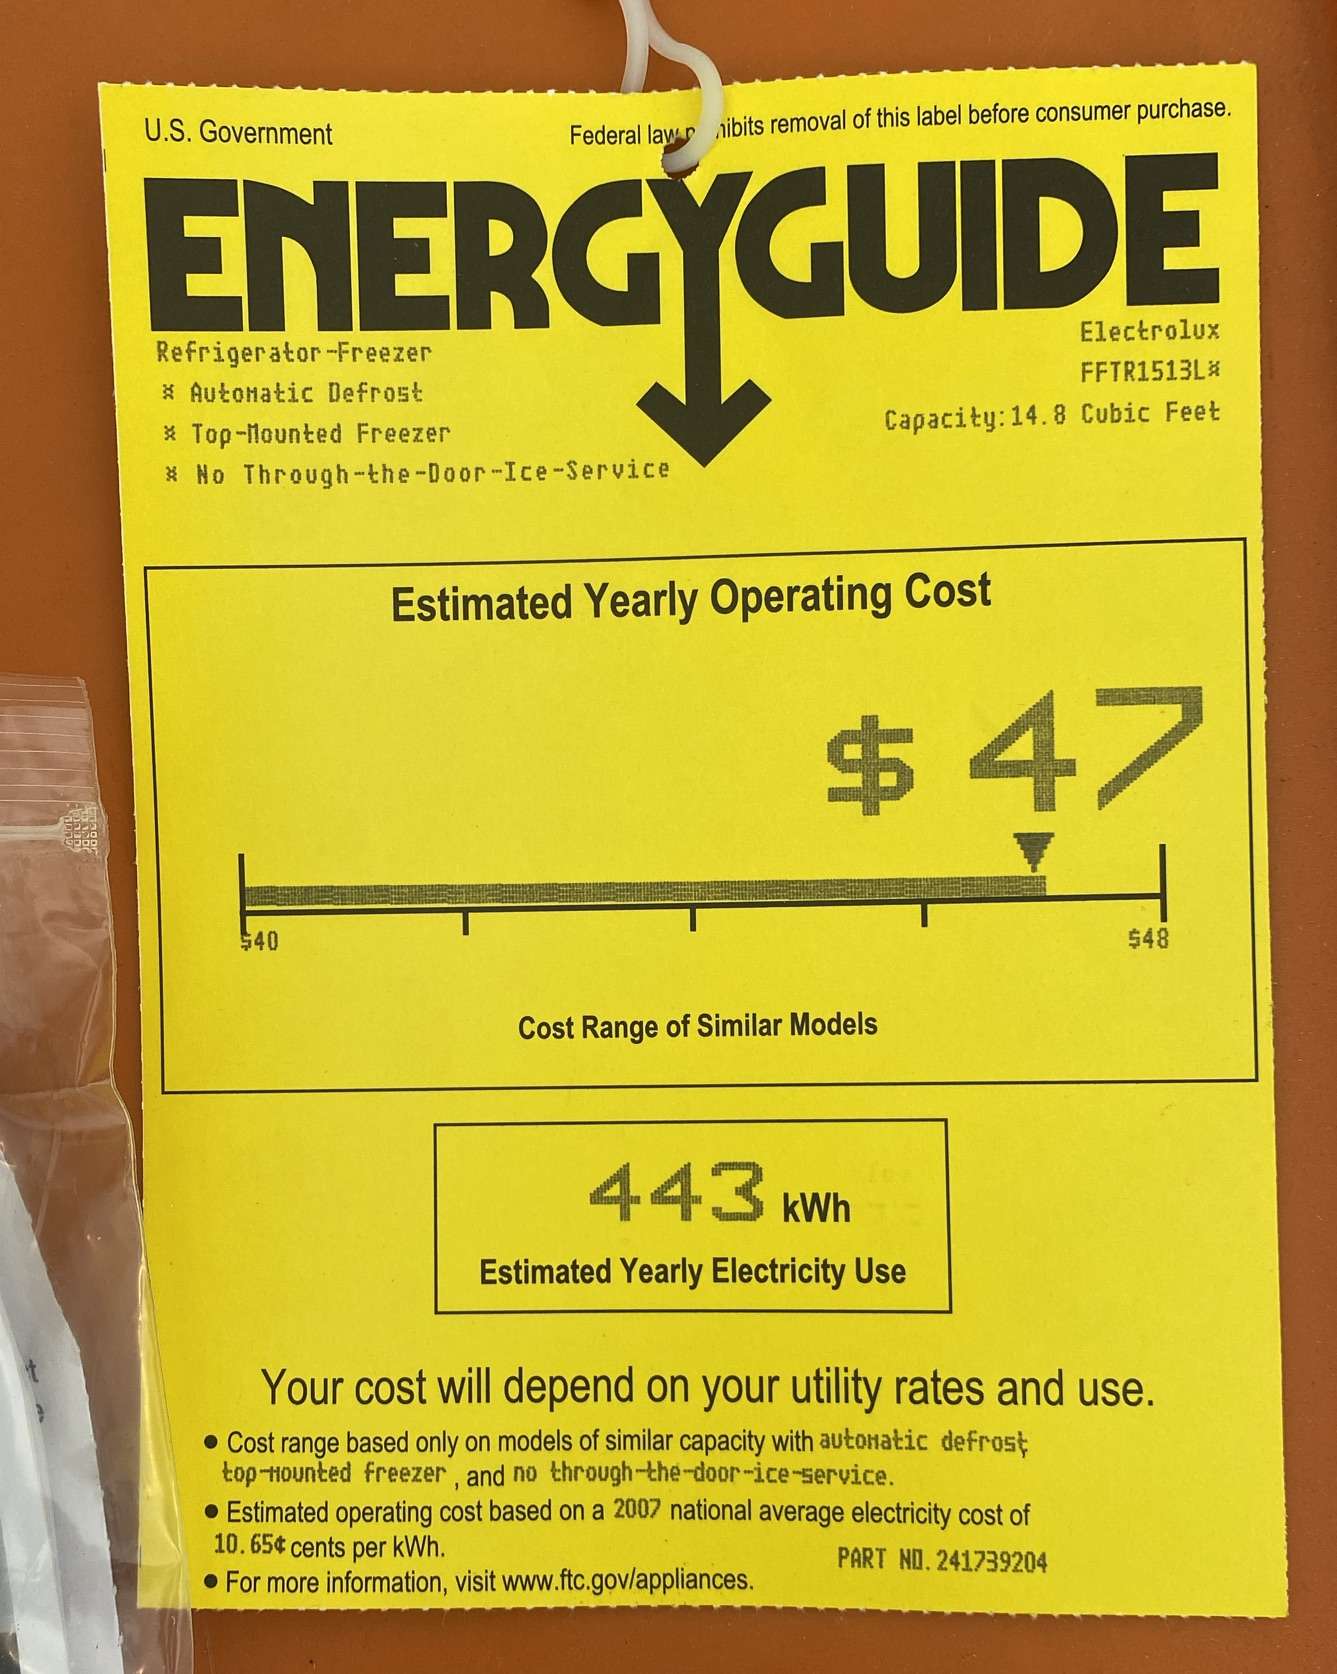 U.S. Government
Federal law hibits removal of this label before consumer purchase.
ENERGYGUIDE
Refrigerator-Freezer
¤ Automatic Defrost
¤ Top-Mounted Freezer
¤ No Through-the-Door-Ice-Service
Electrolux
FFTR1513L¤
Capacity:14.8 Cubic Feet
Estimated Yearly Operating Cost
$ 47
$40
$48
Cost Range of Similar Models
443 kWh
Estimated Yearly Electricity Use
Your cost will depend on your utility rates and use.
● Cost range based only on models of similar capacity with automatic defrost,
top-mounted freezer , and no through-the-door-ice-service.
● Estimated operating cost based on a 2007 national average electricity cost of
10.65¢ cents per kWh.
● For more information, visit www.ftc.gov/appliances.
PART NO. 241739204